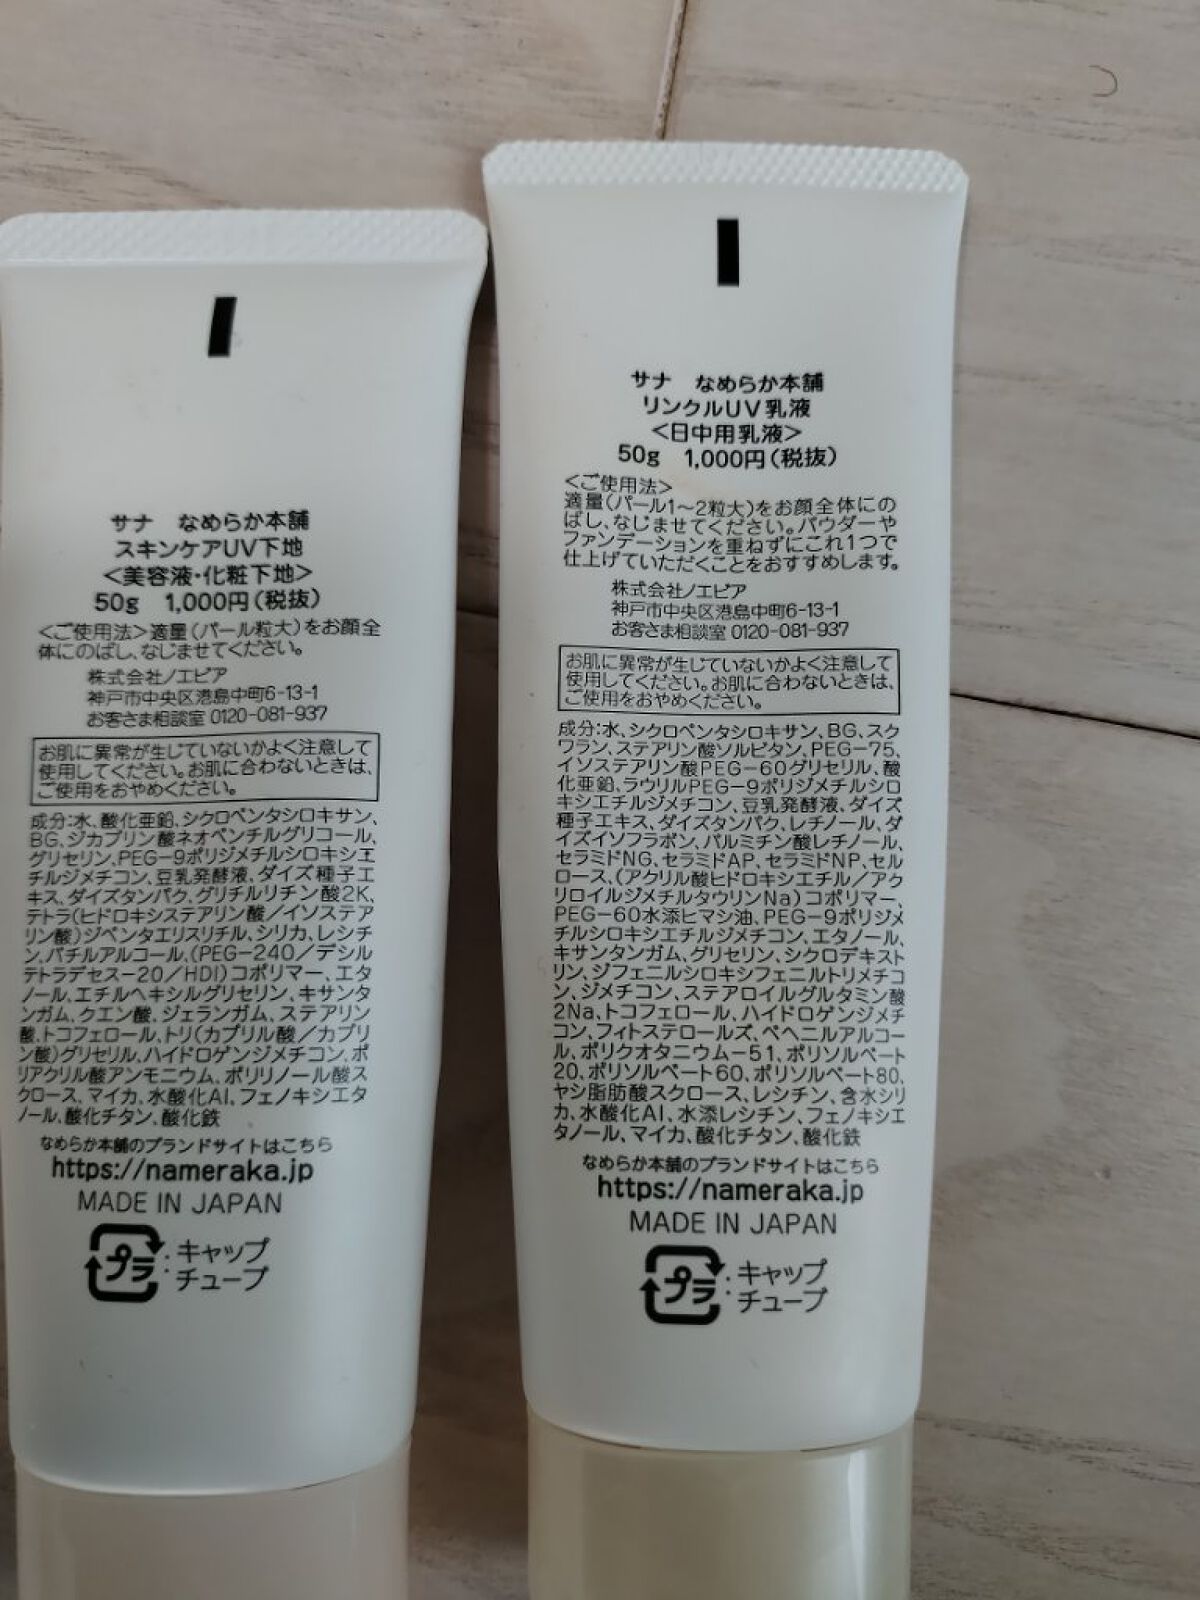 サナ なめらか本舗
スキンケアUV下地
<美容液・化粧下地>
50g 1,000円(税抜)
<ご使用法>適量(パール粒大)をお顔全
体にのばし、なじませてください。
株式会社ノエビア
神戸市中央区港島中町6-13-1
お客さま相談室 0120-081-937
お肌に異常が生じていないかよく注意して
使用してください。お肌に合わないときは、
ご使用をおやめください。
成分:水、酸化亜鉛、シクロペンタシロキサン、
BG、ジカプリン酸ネオペンチルグリコール、
グリセリン、PEG-9ポリジメチルシロキシエ
チルジメチコン、豆乳発酵液、ダイズ種子エ
キス、ダイズタンパク、グリチルリチン酸2K、
テトラ(ヒドロキシステアリン酸/イソステア
リン酸)ジペンタエリスリチル、シリカ、レシチ
ン、バチルアルコール、(PEG-240/デシル
テトラデセス-20/HDI)コポリマー、エタ
ノール、エチルヘキシルグリセリン、キサンタ
ンガム、クエン酸、ジェランガム、ステアリン
酸、トコフェロール、トリ(カプリル酸/カプリ
ン酸)グリセリル、ハイドロゲンジメチコン、ポ
リアクリル酸アンモニウム、ポリリノール酸ス
クロース、マイカ、水酸化Al、フェノキシエタ
ノール、酸化チタン、酸化鉄
なめらか本舗のブランドサイトはこちら
https://nameraka.jp
MADE IN JAPAN
プラ:キャップ
チューブ
サナ なめらか本舗
リンクルUV乳液
<日中用乳液>
50g 1,000円(税抜)
<ご使用法>
適量(パール1〜2粒大)をお顔全体にの
ばし、なじませてください。パウダーや
ファンデーションを重ねずにこれ1つで
仕上げていただくことをおすすめします。
株式会社ノエビア
神戸市中央区港島中町6-13-1
お客さま相談室 0120-081-937
お肌に異常が生じていないかよく注意して
使用してください。お肌に合わないときは、
ご使用をおやめください。
成分:水、シクロペンタシロキサン、BG、スク
ワラン、ステアリン酸ソルビタン、PEG-75、
イソステアリン酸PEG-60グリセリル、酸
化亜鉛、ラウリルPEG-9ポリジメチルシロ
キシエチルジメチコン、豆乳発酵液、ダイズ
種子エキス、ダイズタンパク、レチノール、ダ
イズイソフラボン、パルミチン酸レチノール、
セラミドNG、セラミドAP、セラミドNP、セル
ロース、(アクリル酸ヒドロキシエチル/アク
リロイルジメチルタウリンNa)コポリマー、
PEG-60水添ヒマシ油、PEG-9ポリジメ
チルシロキシエチルジメチコン、エタノール、
キサンタンガム、グリセリン、シクロデキスト
リン、ジフェニルシロキシフェニルトリメチコ
ン、ジメチコン、ステアロイルグルタミン酸
2Na、トコフェロール、ハイドロゲンジメチ
コン、フィトステロールズ、ベヘニルアルコー
ル、ポリクオタニウム-51、ポリソルベート
20、ポリソルベート60、ポリソルベート80、
ヤシ脂肪酸スクロース、レシチン、含水シリ
カ、水酸化Al、水添レシチン、フェノキシエ
タノール、マイカ、酸化チタン、酸化鉄
なめらか本舗のブランドサイトはこちら
https://nameraka.jp
MADE IN JAPAN
プラ:キャップ
チューブ